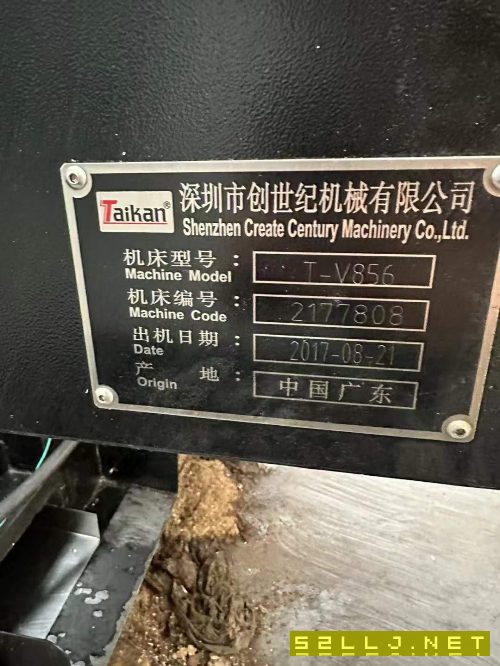 Taikan® 深圳市创世纪机械有限公司
Shenzhen Create Century Machinery Co.,Ltd.
机床型号： T-V856
Machine Model
机床编号： 2177808
Machine Code
出机日期： 2017-08-21
Date
产 地： 中国广东
Origin
52LLJ.NET